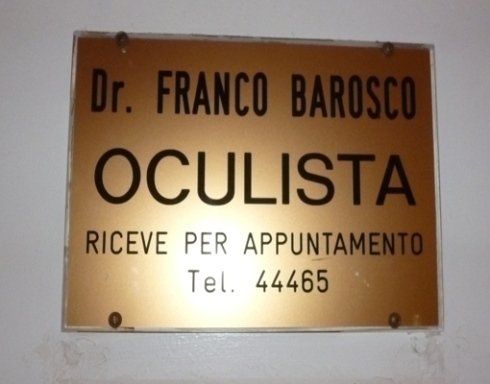 Dr. FRANCO BAROSCO
OCULISTA
RICEVE PER APPUNTAMENTO
Tel. 44465